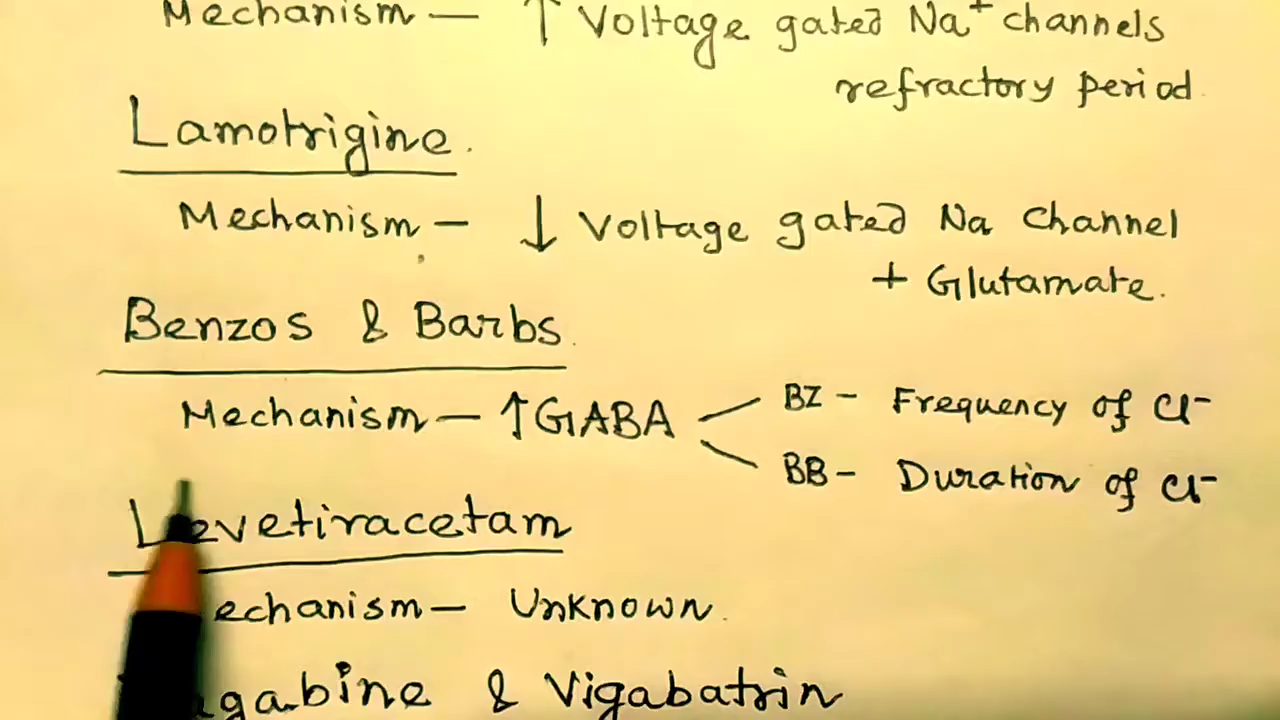 Mechanism — ↑ Voltage gated Na⁺ channels
refractory period
Lamotrigine.
Mechanism — ↓ Voltage gated Na Channel
+ Glutamate.
Benzos & Barbs.
Mechanism — ↑GABA
BZ - Frequency of Cl⁻
BB - Duration of Cl⁻
Levetiracetam
echanism — Unknown.
gabine & Vigabatrin